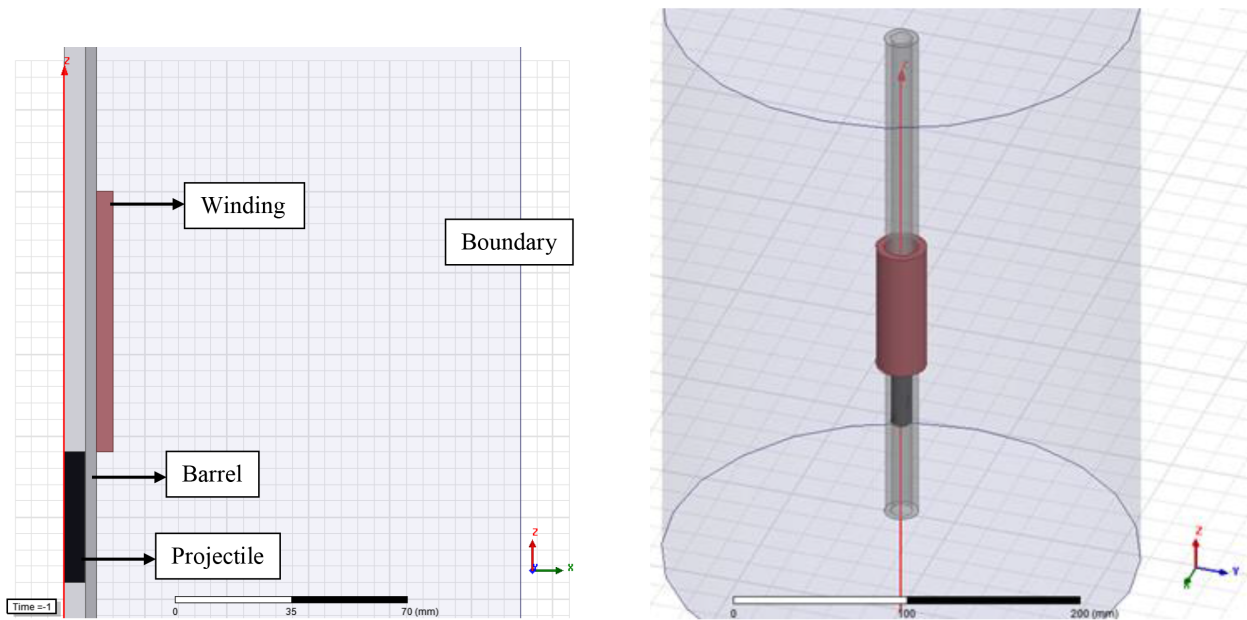 Z
Winding
Boundary
Barrel
Projectile
Z
X
Time =-1
0 35 70 (mm)
Z
Z
Y
X
0 100 200 (mm)